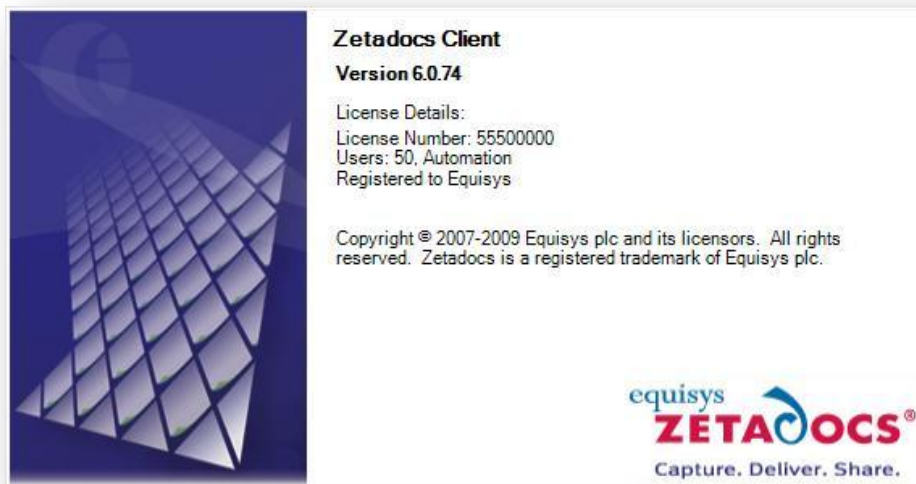 Zetadocs Client
Version 6.0.74
License Details:
License Number: 55500000
Users: 50, Automation
Registered to Equisys
Copyright © 2007-2009 Equisys plc and its licensors. All rights
reserved. Zetadocs is a registered trademark of Equisys plc.
equisys
ZETADOCS®
Capture. Deliver. Share.